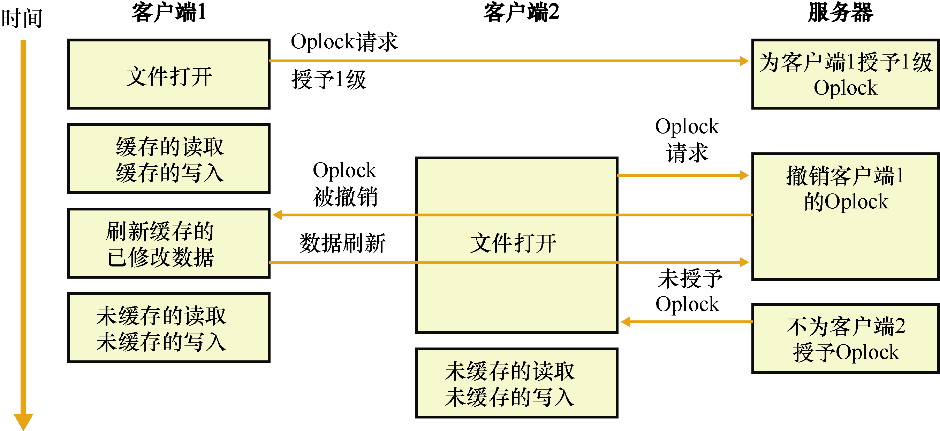 时间
客户端1
客户端2
服务器
文件打开
Oplock请求
授予1级
为客户端1授予1级
Oplock
缓存的读取
缓存的写入
Oplock
请求
Oplock
被撤销
撤销客户端1
的Oplock
刷新缓存的
已修改数据
数据刷新
文件打开
未授予
Oplock
未缓存的读取
未缓存的写入
不为客户端2
授予Oplock
未缓存的读取
未缓存的写入